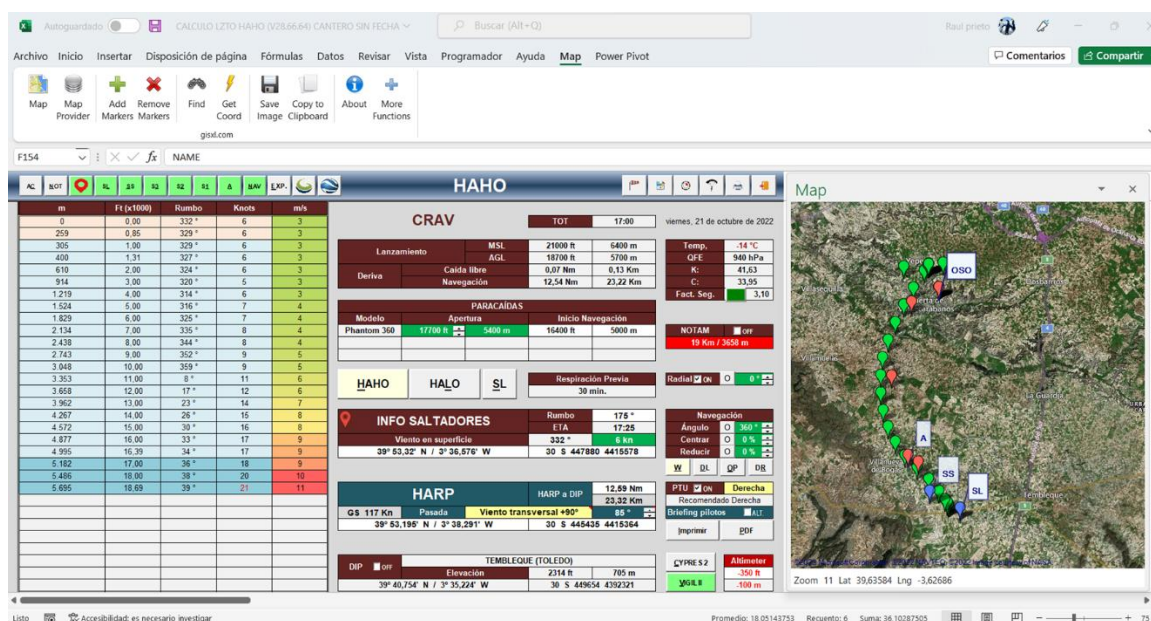 Autoguardado CALCULO LZTO HAHO (V28.66.64) CANTERO SIN FECHA Buscar (Alt+Q) Raul prieto
Archivo Inicio Insertar Disposición de página Fórmulas Datos Revisar Vista Programador Ayuda Map Power Pivot Comentarios Compartir
Map Map Provider Add Markers Remove Markers Find Get Coord Save Image Copy to Clipboard About More Functions
gisxl.com
F154 fx NAME
AC NOT SL SS S3 S2 S1 A NAV EXP. HAHO
Map
m Ft (x1000) Rumbo Knots m/s
0 0,00 332 ° 6 3
259 0,85 329 ° 6 3
305 1,00 329 ° 6 3
400 1,31 327 ° 6 3
610 2,00 324 ° 6 3
914 3,00 320 ° 5 3
1.219 4,00 314 ° 6 3
1.524 5,00 316 ° 7 4
1.829 6,00 325 ° 7 4
2.134 7,00 335 ° 8 4
2.438 8,00 344 ° 8 4
2.743 9,00 352 ° 9 5
3.048 10,00 359 ° 9 5
3.353 11,00 8 ° 11 6
3.658 12,00 17 ° 12 6
3.962 13,00 23 ° 14 7
4.267 14,00 26 ° 15 8
4.572 15,00 30 ° 16 8
4.877 16,00 33 ° 17 9
4.995 16,39 34 ° 17 9
5.182 17,00 36 ° 18 9
5.486 18,00 38 ° 20 10
5.695 18,69 39 ° 21 11
CRAV TOT 17:00 viernes, 21 de octubre de 2022
Lanzamiento MSL 21000 ft 6400 m
AGL 18700 ft 5700 m
Deriva Caída libre 0,07 Nm 0,13 Km
Navegación 12,54 Nm 23,22 Km
Temp, -14 °C
QFE 940 hPa
K: 41,63
C: 33,95
Fact. Seg. 3,10
PARACAÍDAS
Modelo Apertura Inicio Navegación
Phantom 360 17700 ft 5400 m 16400 ft 5000 m
NOTAM OFF
19 Km / 3658 m
HAHO HALO SL Respiración Previa
30 min.
Radial ON O 0 °
INFO SALTADORES Rumbo 175 °
ETA 17:25
Viento en superficie 332 ° 6 kn
39º 53,32' N / 3º 36,576' W 30 S 447880 4415578
Navegación
Ángulo O 360 °
Centrar O 0 %
Reducir O 0 %
W DL OP DR
HARP HARP a DIP 12,59 Nm
23,32 Km
GS 117 Kn Pasada Viento transversal +90° 85 °
39º 53,195' N / 3º 38,291' W 30 S 445435 4415364
PTU ON Derecha
Recomendado Derecha
Briefing pilotos ALT.
Imprimir PDF
DIP OFF TEMBLEQUE (TOLEDO)
Elevación 2314 ft 705 m
39º 40,754' N / 3º 35,224' W 30 S 449654 4392321
CYPRES 2 Altímeter
-350 ft
VIGIL II -100 m
OSO
Villasequilla
La Guardia
A
SS
SL
Tembleque
Zoom 11 Lat 39,63584 Lng -3,62686
Listo Accesibilidad: es necesario investigar Promedio: 18.05143753 Recuento: 6 Suma: 36.10287505 75